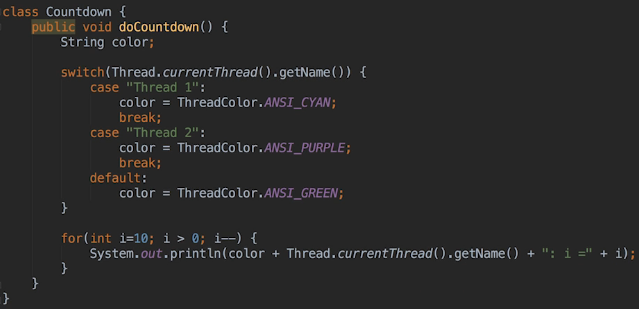 class Countdown {
public void doCountdown() {
String color;
switch(Thread.currentThread().getName()) {
case "Thread 1":
color = ThreadColor.ANSI_CYAN;
break;
case "Thread 2":
color = ThreadColor.ANSI_PURPLE;
break;
default:
color = ThreadColor.ANSI_GREEN;
}
for(int i=10; i > 0; i--) {
System.out.println(color + Thread.currentThread().getName() + ": i =" + i);
}
}
}